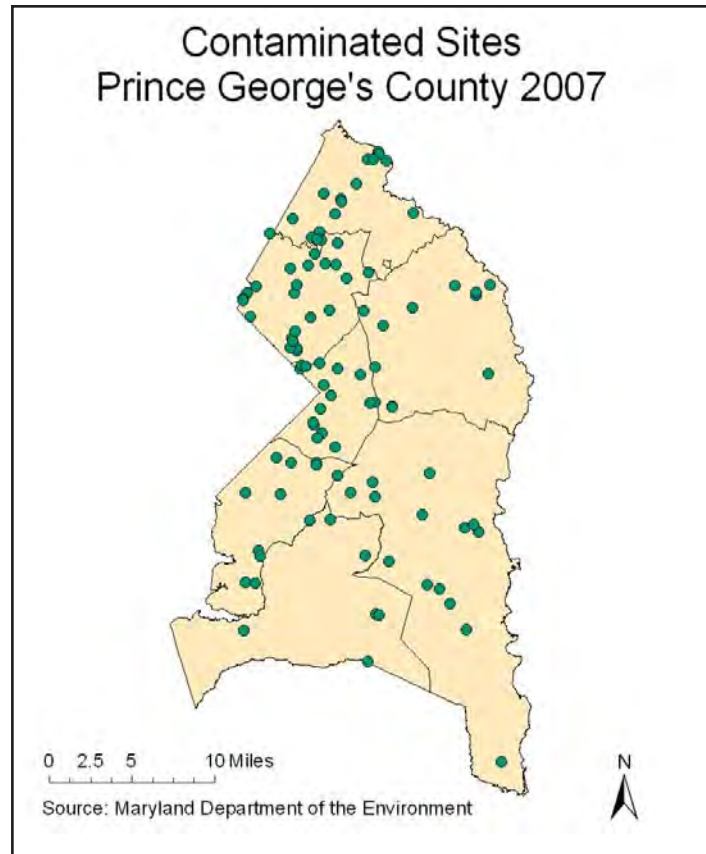 Contaminated Sites
Prince George's County 2007
0 2.5 5 10 Miles
N
Source: Maryland Department of the Environment